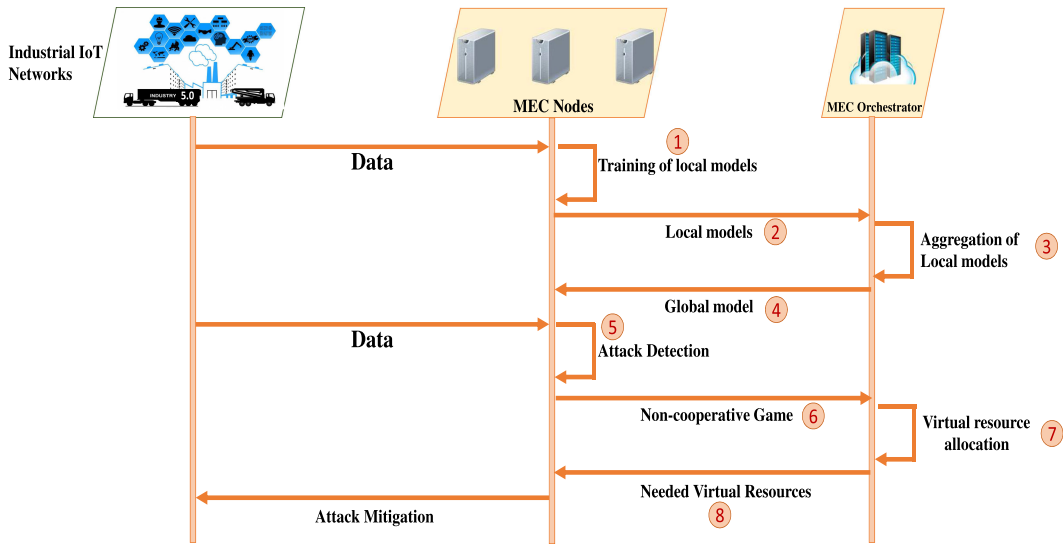 Industrial IoT
Networks
INDUSTRY 5.0
MEC Nodes
MEC Orchestrator
Data
1
Training of local models
Local models
2
Aggregation of
Local models
3
Global model
4
Data
5
Attack Detection
Non-cooperative Game
6
Virtual resource
allocation
7
Needed Virtual Resources
8
Attack Mitigation